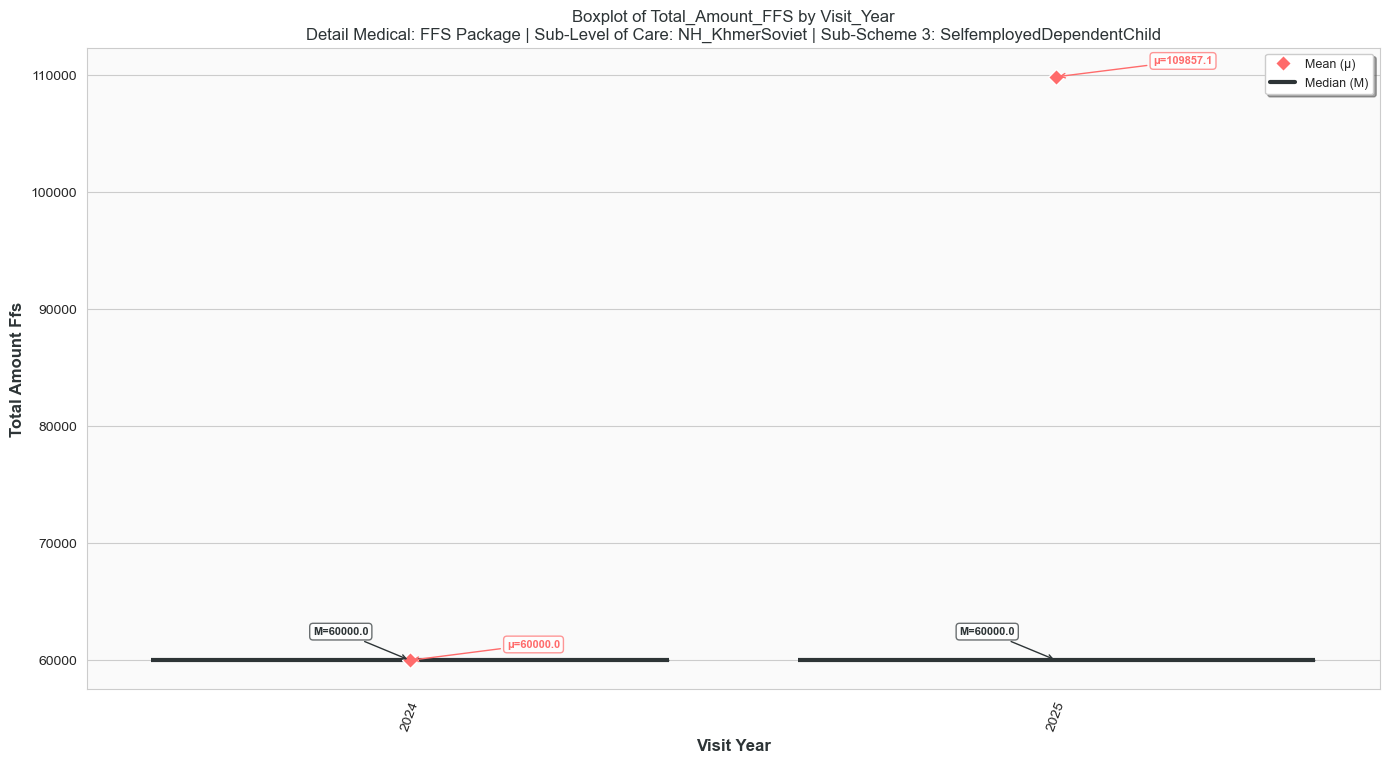 Boxplot of Total_Amount_FFS by Visit_Year
Detail Medical: FFS Package | Sub-Level of Care: NH_KhmerSoviet | Sub-Scheme 3: SelfemployedDependentChild
Mean (μ)
Median (M)
μ=109857.1
110000
100000
90000
80000
70000
60000
Total Amount Ffs
M=60000.0
μ=60000.0
M=60000.0
2024
2025
Visit Year